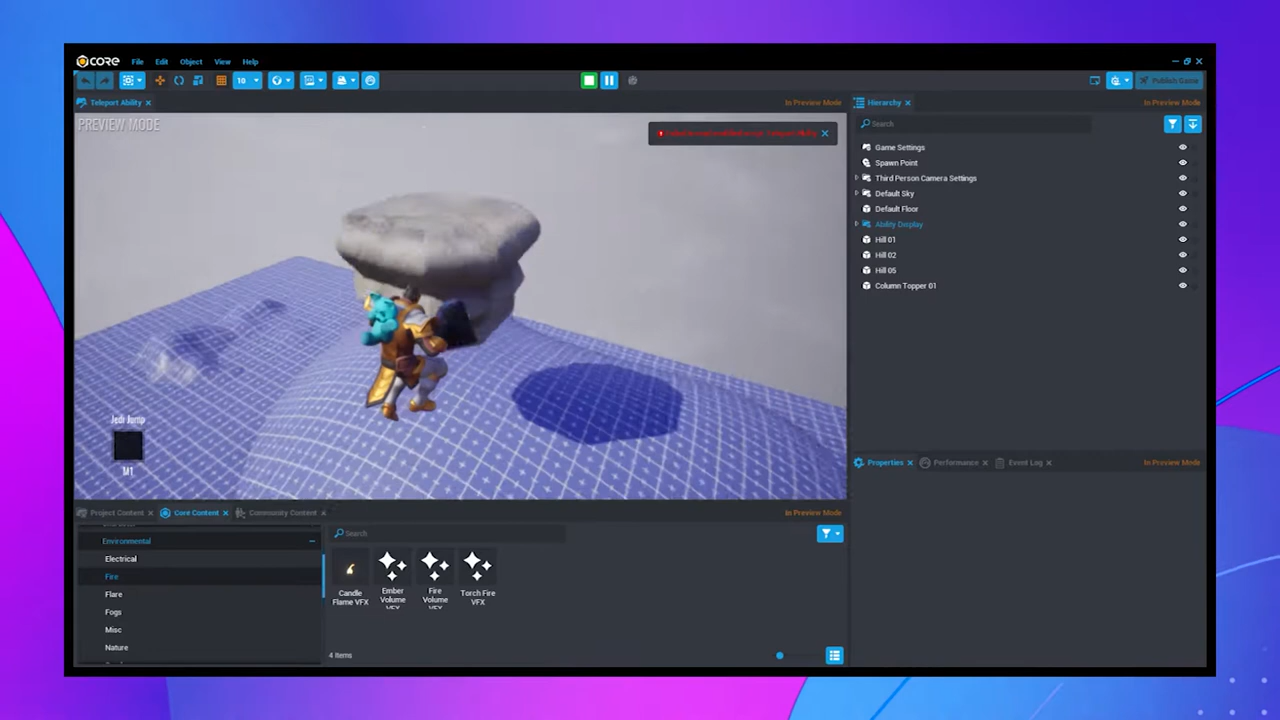 CORE File Edit Object View Help
10 Publish Game
Teleport Ability In Preview Mode
PREVIEW MODE
Jedi Jump
M1
Hierarchy In Preview Mode
Search
Game Settings
Spawn Point
Third Person Camera Settings
Default Sky
Default Floor
Ability Display
Hill 01
Hill 02
Hill 05
Column Topper 01
Properties Performance Event Log In Preview Mode
Project Content Core Content Community Content In Preview Mode
Environmental
Electrical
Fire
Flare
Fogs
Misc
Nature
Search
Candle
Flame VFX
Ember
Volume
VFX
Fire
Volume
VFX
Torch Fire
VFX
4 Items